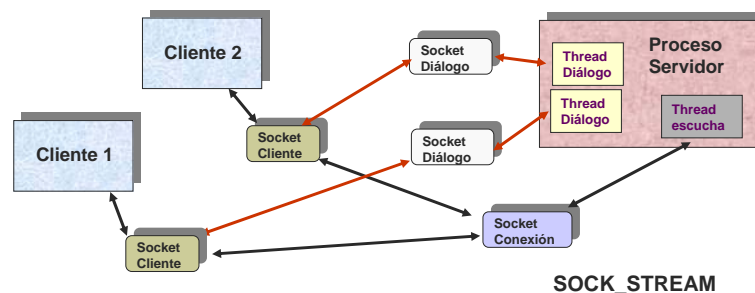 Cliente 2
Socket
Diálogo
Proceso
Servidor
Thread
Diálogo
Thread
Diálogo
Thread
escucha
Socket
Cliente
Socket
Diálogo
Cliente 1
Socket
Conexión
Socket
Cliente
SOCK_STREAM